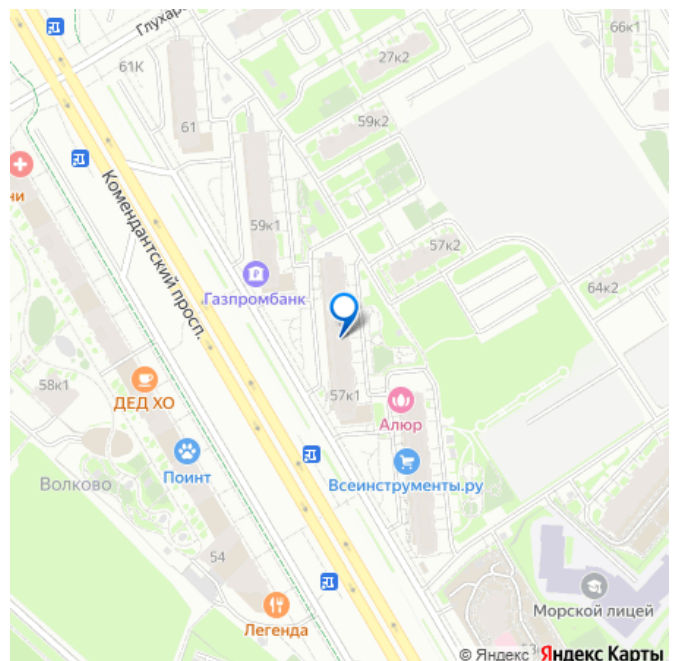 Глухар
66к1
27к2
61К
61
59к2
ни
Комендантский просп.
59к1
57к2
Газпромбанк
64к2
58к1
57к1
ДЕД ХО
Алюр
Поинт
Волково
Всеинструменты.ру
54
Морской лицей
Легенда
© Яндекс Яндекс Карты